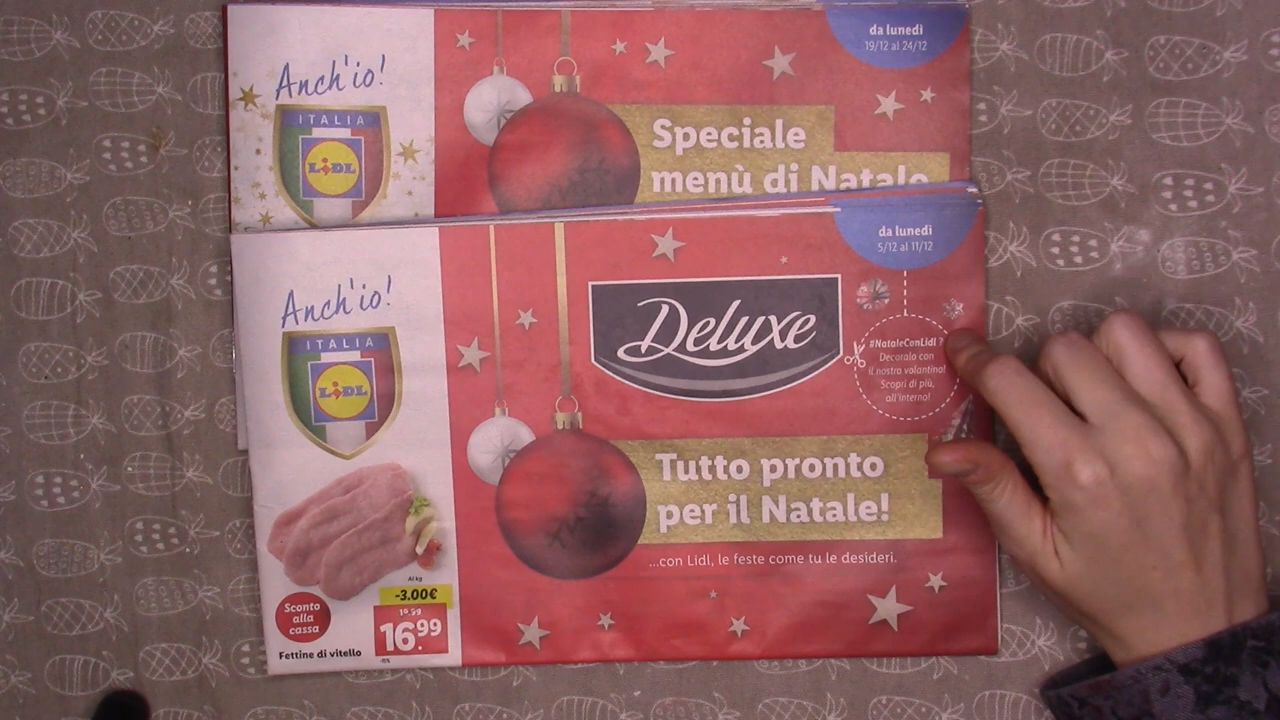 da lunedì
19/12 al 24/12
Anch'io!
ITALIA
LIDL
Speciale
menù di Natale
da lunedì
5/12 al 11/12
Anch'io!
ITALIA
LIDL
Deluxe
#NataleConLidl ?
Decoralo con
il nostro volantino!
Scopri di più,
all'interno!
Tutto pronto
per il Natale!
...con Lidl, le feste come tu le desideri.
Al kg
-3.00€
19.99
16.99
Sconto
alla
cassa
Fettine di vitello
-15%